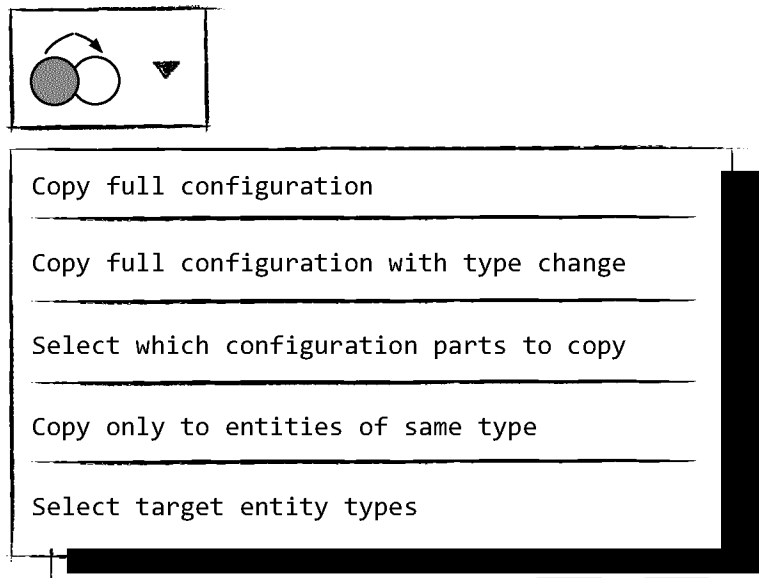 Copy full configuration
Copy full configuration with type change
Select which configuration parts to copy
Copy only to entities of same type
Select target entity types